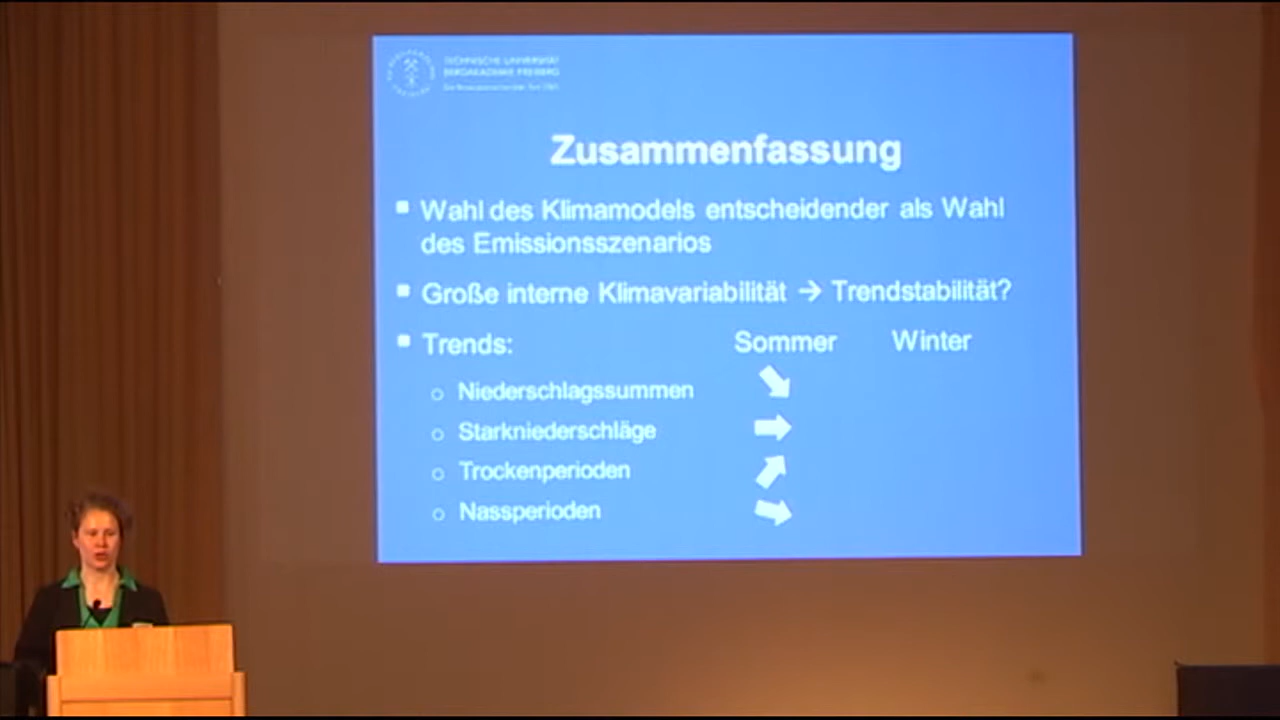 TECHNISCHE UNIVERSITÄT
BERGAKADEMIE FREIBERG
Zusammenfassung
Wahl des Klimamodels entscheidender als Wahl
des Emissionsszenarios
Große interne Klimavariabilität → Trendstabilität?
Trends: Sommer Winter
Niederschlagssummen
Starkniederschläge
Trockenperioden
Nassperioden